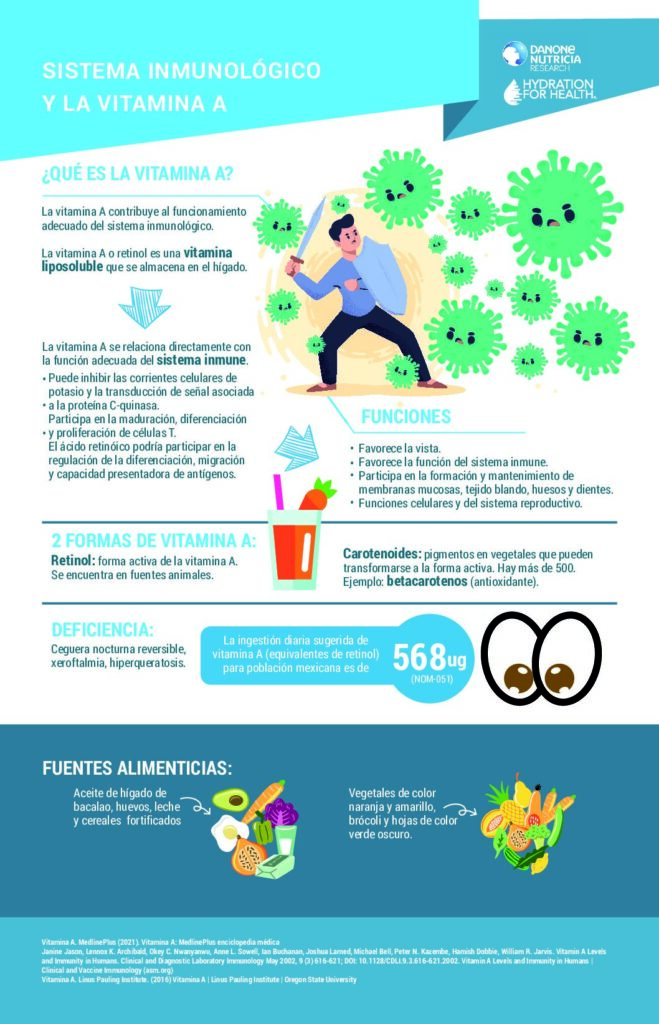 SISTEMA INMUNOLÓGICO
Y LA VITAMINA A
DANONE
NUTRICIA
RESEARCH
HYDRATION
FOR HEALTH.
¿QUÉ ES LA VITAMINA A?
La vitamina A contribuye al funcionamiento
adecuado del sistema inmunológico.
La vitamina A o retinol es una vitamina
liposoluble que se almacena en el hígado.
La vitamina A se relaciona directamente con
la función adecuada del sistema inmune.
• Puede inhibir las corrientes celulares de
potasio y la transducción de señal asociada
• a la proteína C-quinasa.
Participa en la maduración, diferenciación
• y proliferación de células T.
El ácido retinóico podría participar en la
regulación de la diferenciación, migración
y capacidad presentadora de antígenos.
FUNCIONES
• Favorece la vista.
• Favorece la función del sistema inmune.
• Participa en la formación y mantenimiento de
membranas mucosas, tejido blando, huesos y dientes.
• Funciones celulares y del sistema reproductivo.
2 FORMAS DE VITAMINA A:
Retinol: forma activa de la vitamina A.
Se encuentra en fuentes animales.
Carotenoides: pigmentos en vegetales que pueden
transformarse a la forma activa. Hay más de 500.
Ejemplo: betacarotenos (antioxidante).
DEFICIENCIA:
Ceguera nocturna reversible,
xeroftalmia, hiperqueratosis.
La ingestión diaria sugerida de
vitamina A (equivalentes de retinol)
para población mexicana es de
568ug
(NOM-051)
FUENTES ALIMENTICIAS:
Aceite de hígado de
bacalao, huevos, leche
y cereales fortificados
Vegetales de color
naranja y amarillo,
brócoli y hojas de color
verde oscuro.
Vitamina A. MedlinePlus (2021). Vitamina A: MedlinePlus enciclopedia médica
Janine Jason, Lennox K. Archibald, Okey C. Nwanyanwu, Anne L. Sowell, Ian Buchanan, Joshua Larned, Michael Bell, Peter N. Kazembe, Hamish Dobbie, William R. Jarvis. Vitamin A Levels
and Immunity in Humans. Clinical and Diagnostic Laboratory Immunology May 2002, 9 (3) 616-621; DOI: 10.1128/CDLI.9.3.616-621.2002. Vitamin A Levels and Immunity in Humans |
Clinical and Vaccine Immunology (asm.org)
Vitamina A. Linus Pauling Institute. (2016) Vitamina A | Linus Pauling Institute | Oregon State University